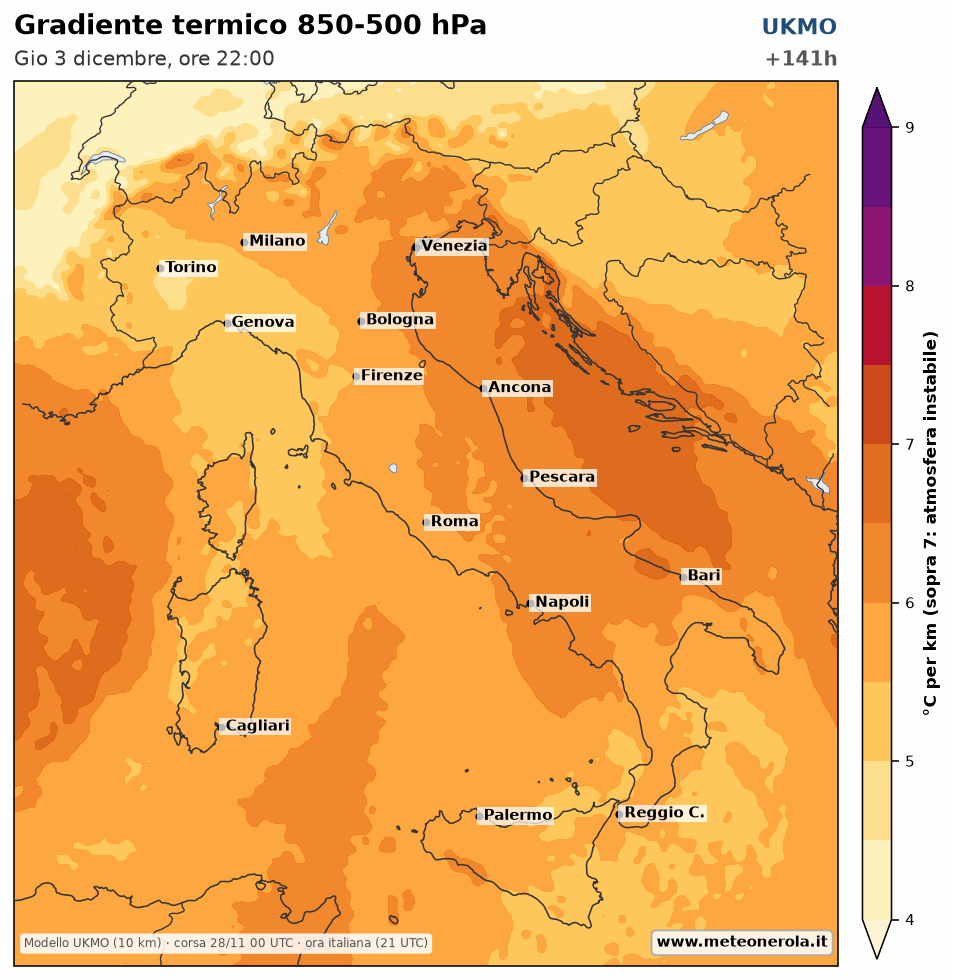 Gradiente termico 850-500 hPa
UKMO
Gio 3 dicembre, ore 22:00
+141h
9
8
7
6
5
4
°C per km (sopra 7: atmosfera instabile)
Milano
Venezia
Torino
Genova
Bologna
Firenze
Ancona
Pescara
Roma
Bari
Napoli
Cagliari
Palermo
Reggio C.
Modello UKMO (10 km) · corsa 28/11 00 UTC · ora italiana (21 UTC)
www.meteonerola.it